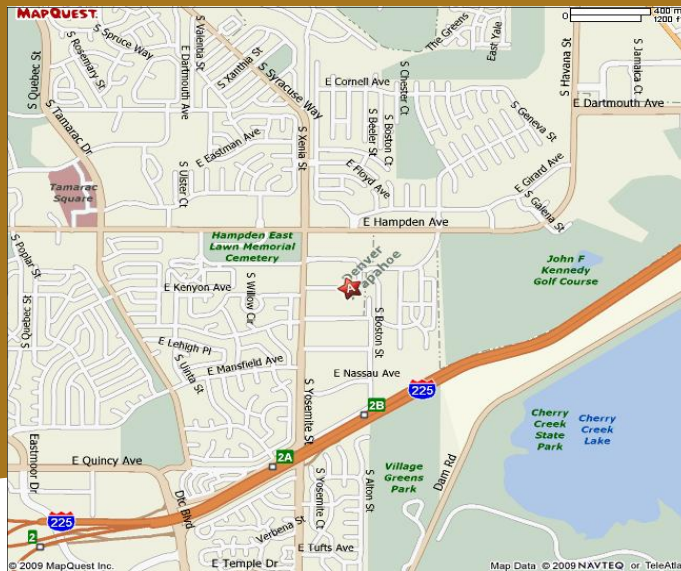 MAPQUEST.
400 m
0
1200 ft
S Quebec St
S Rosemary St
S Spruce Way
E Dartmouth Ave
S Valentia St
S Xanthia St
S Syracuse Way
E Cornell Ave
The Greens
East Yale
S Chester Ct
S Havana St
S Jamaica Ct
E Dartmouth Ave
S Tamarac Dr
E Eastman Ave
S Xenia St
S Beeler St
S Boston Ct
S Geneva St
E Floyd Ave
E Girard Ave
S Galena St
S Ulster Ct
Tamarac
Square
E Hampden Ave
Hampden East
Lawn Memorial
Cemetery
S Poplar St
Denver
Arapahoe
John F
Kennedy
Golf Course
A
E Kenyon Ave
S Willow Cir
S Quebec St
S Boston St
E Lehigh Pl
E Mansfield Ave
S Uinta St
E Nassau Ave
225
2B
S Yosemite St
Cherry
Creek
State
Park
Cherry
Creek
Lake
Eastmoor Dr
E Quincy Ave
2A
Village
Greens
Park
Dam Rd
S Alton St
S Yosemite Ct
Dtc Blvd
225
2
Verbena St
E Tufts Ave
E Temple Dr
© 2009 MapQuest Inc.
Map Data © 2009 NAVTEQ or TeleAtla